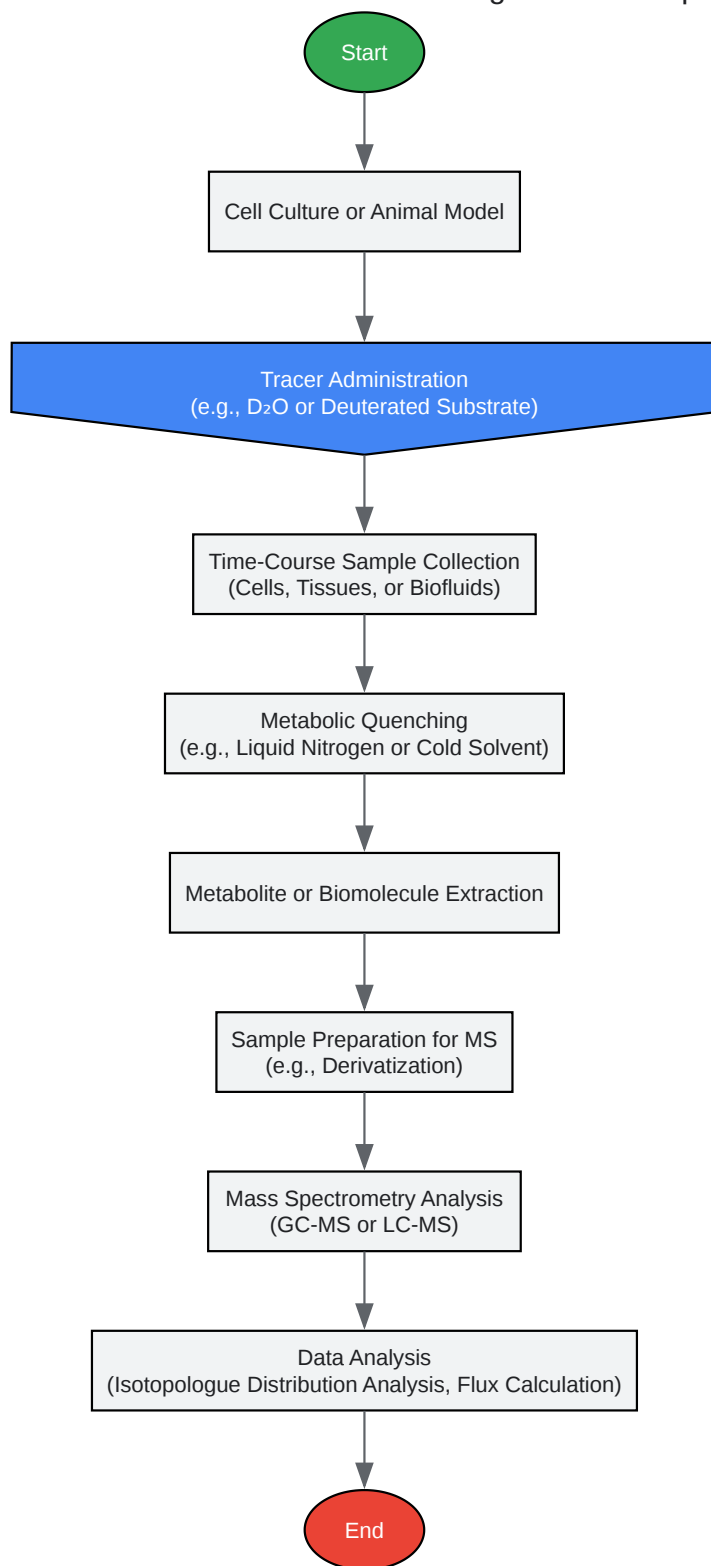 Start
Cell Culture or Animal Model
Tracer Administration
(e.g., D₂O or Deuterated Substrate)
Time-Course Sample Collection
(Cells, Tissues, or Biofluids)
Metabolic Quenching
(e.g., Liquid Nitrogen or Cold Solvent)
Metabolite or Biomolecule Extraction
Sample Preparation for MS
(e.g., Derivatization)
Mass Spectrometry Analysis
(GC-MS or LC-MS)
Data Analysis
(Isotopologue Distribution Analysis, Flux Calculation)
End